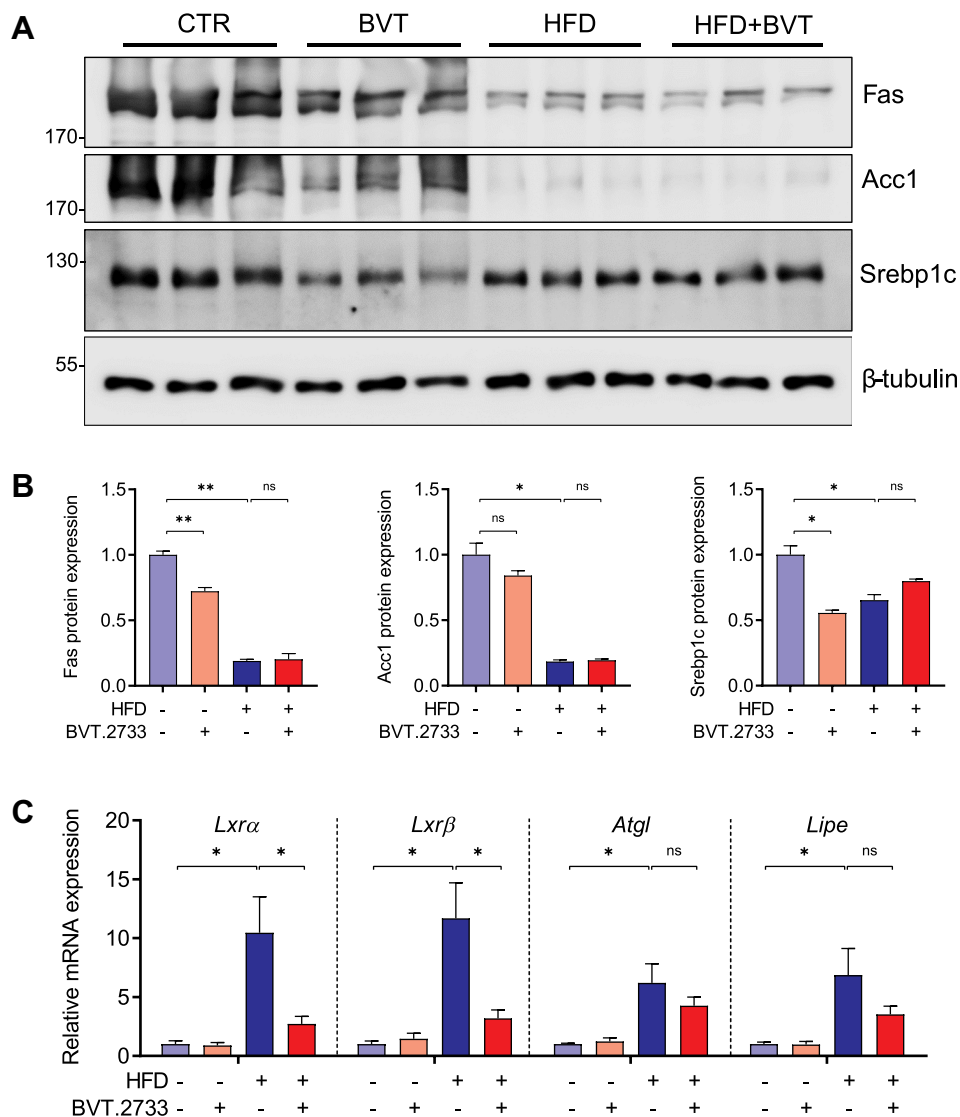 A
CTR BVT HFD HFD+BVT
Fas
170
Acc1
170
130
Srebp1c
55
β-tubulin
B
Fas protein expression
1.5
1.0
0.5
0.0
** ns
**
HFD - - + +
BVT.2733 - + - +
Acc1 protein expression
1.5
1.0
0.5
0.0
* ns
ns
HFD - - + +
BVT.2733 - + - +
Srebp1c protein expression
1.5
1.0
0.5
0.0
* ns
*
HFD - - + +
BVT.2733 - + - +
C
Relative mRNA expression
20
15
10
5
0
Lxrα Lxrβ Atgl Lipe
* * * * * ns * ns
HFD - - + + - - + + - - + + - - + +
BVT.2733 - + - + - + - + - + - + - + - +